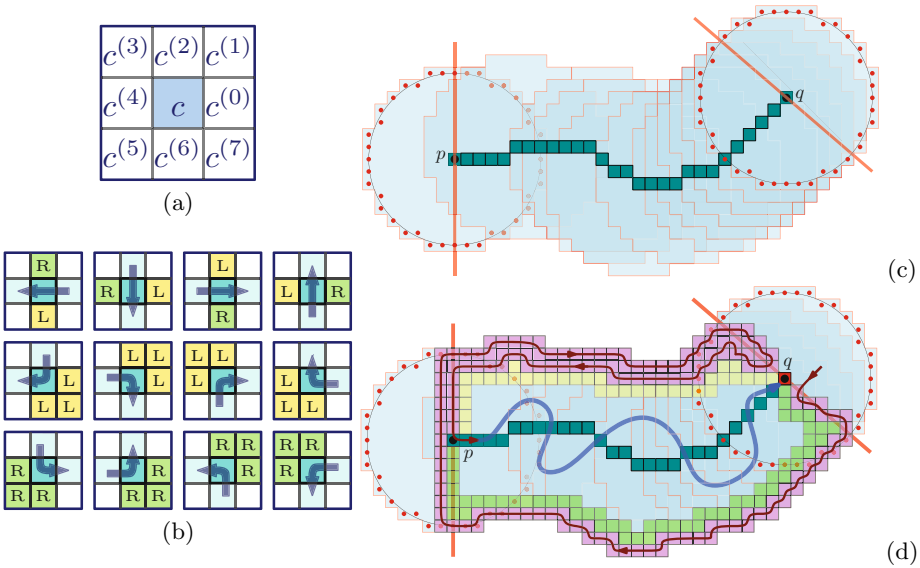 c(3) c(2) c(1)
c(4) c c(0)
c(5) c(6) c(7)
(a)
R L
R L L R
L R
L L L L
L L L
L L L L
R R R R R
R R R
R R R R R R
(b)
p q
(c)
q
p
(d)